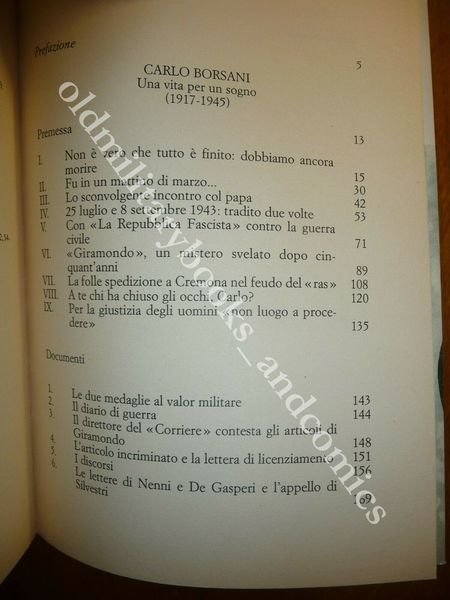 Prefazione 5
CARLO BORSANI
Una vita per un sogno
(1917-1945)
Premessa 13
I. Non è vero che tutto è finito: dobbiamo ancora
morire 15
II. Fu in un mattino di marzo... 30
III. Lo sconvolgente incontro col papa 42
IV. 25 luglio e 8 settembre 1943: tradito due volte 53
V. Con «La Repubblica Fascista» contro la guerra
civile 71
VI. «Giramondo», un mistero svelato dopo cin-
quant'anni 89
VII. La folle spedizione a Cremona nel feudo del «ras» 108
VIII. A te chi ha chiuso gli occhi, Carlo? 120
IX. Per la giustizia degli uomini «non luogo a proce-
dere» 135
Documenti
1. Le due medaglie al valor militare 143
2. Il diario di guerra 144
3. Il direttore del «Corriere» contesta gli articoli di
Giramondo 148
4. L'articolo incriminato e la lettera di licenziamento 151
5. I discorsi 156
6. Le lettere di Nenni e De Gasperi e l'appello di
Silvestri 169
oldmilitarybooks_andcomics